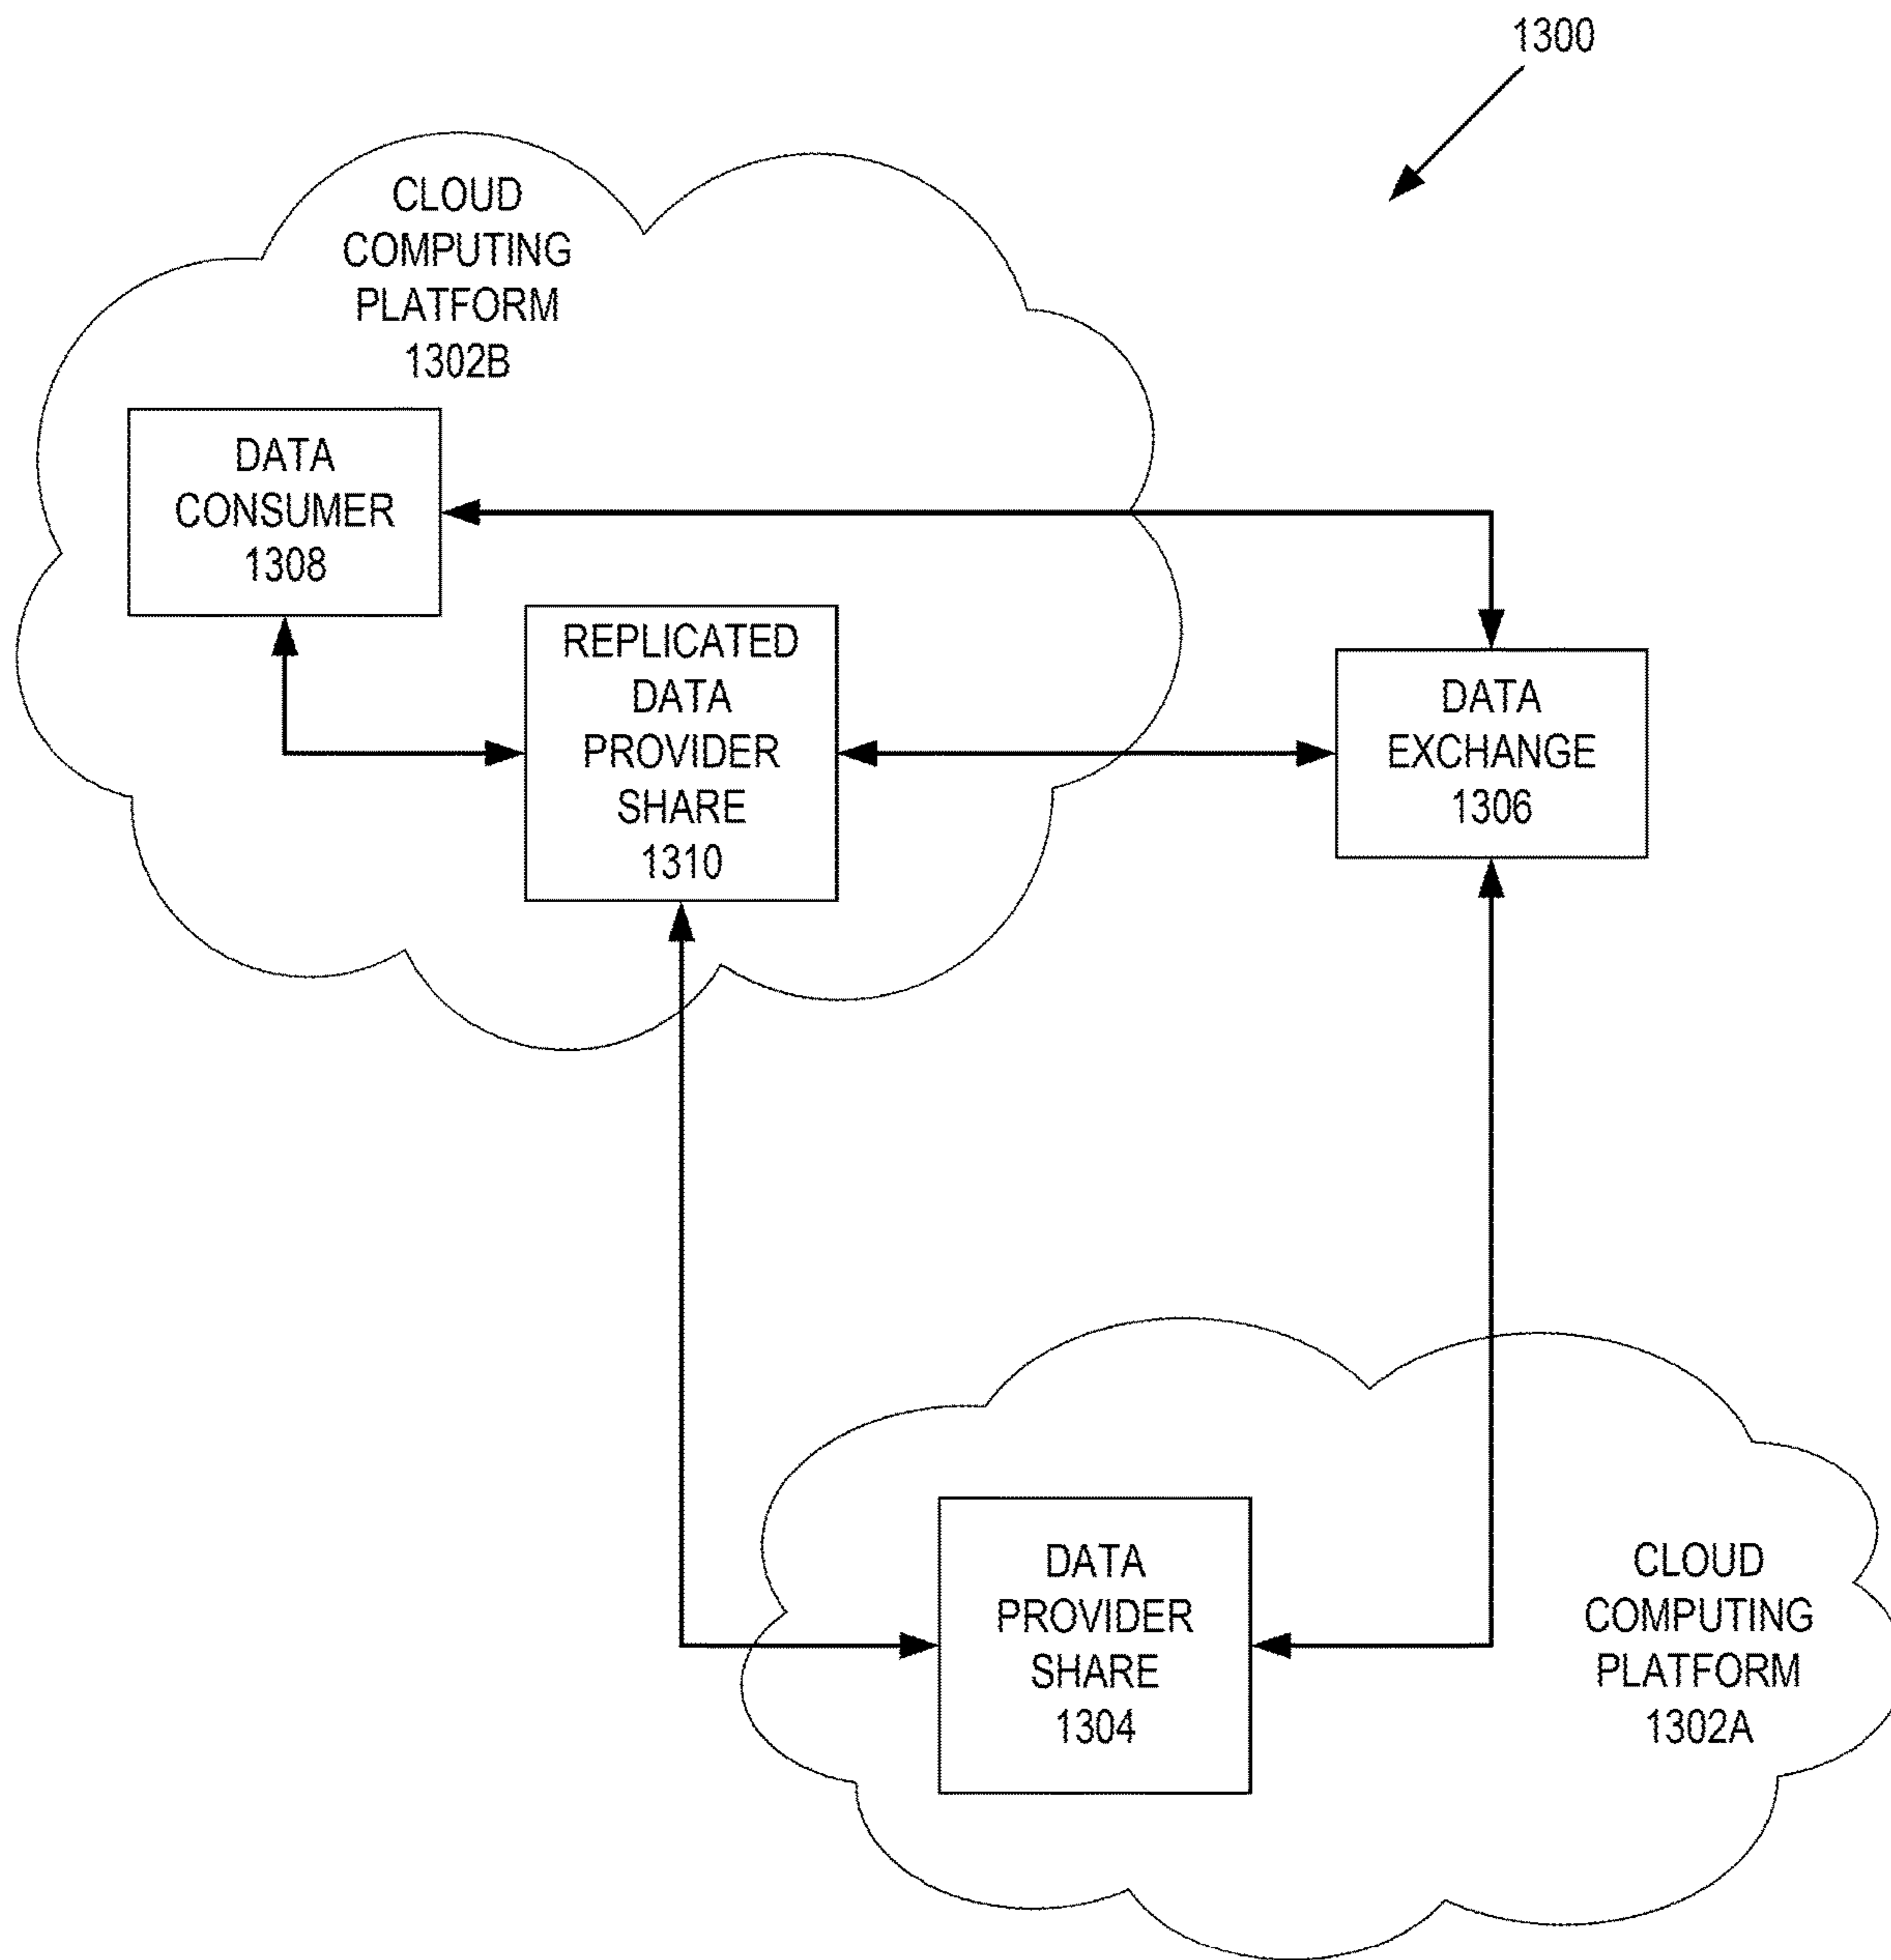 1300
CLOUD
COMPUTING
PLATFORM
1302B
DATA
CONSUMER
1308
REPLICATED
DATA
PROVIDER
SHARE
1310
DATA
EXCHANGE
1306
DATA
PROVIDER
SHARE
1304
CLOUD
COMPUTING
PLATFORM
1302A